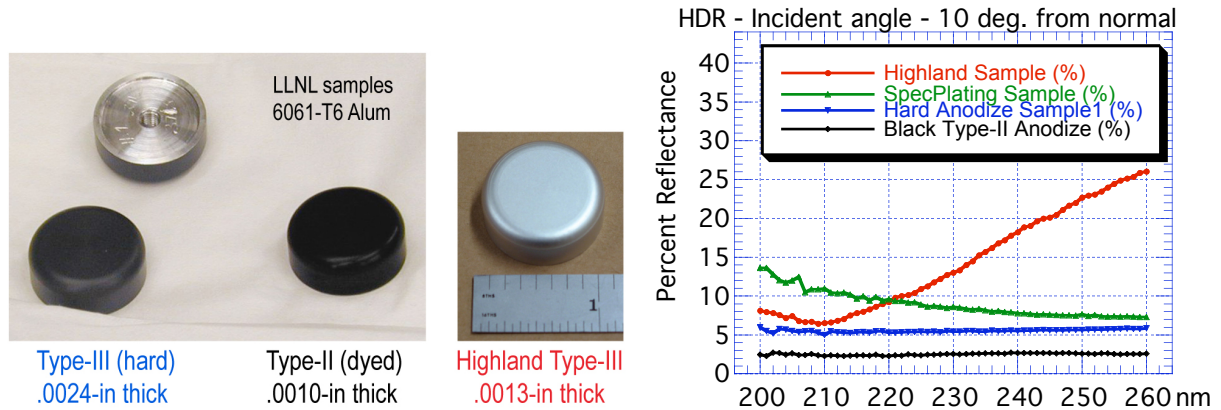 LLNL samples
6061-T6 Alum
Type-III (hard)
.0024-in thick
Type-II (dyed)
.0010-in thick
1
Highland Type-III
.0013-in thick
HDR - Incident angle - 10 deg. from normal
Highland Sample (%)
SpecPlating Sample (%)
Hard Anodize Sample1 (%)
Black Type-II Anodize (%)
Percent Reflectance
40
35
30
25
20
15
10
5
0
200 210 220 230 240 250 260 nm